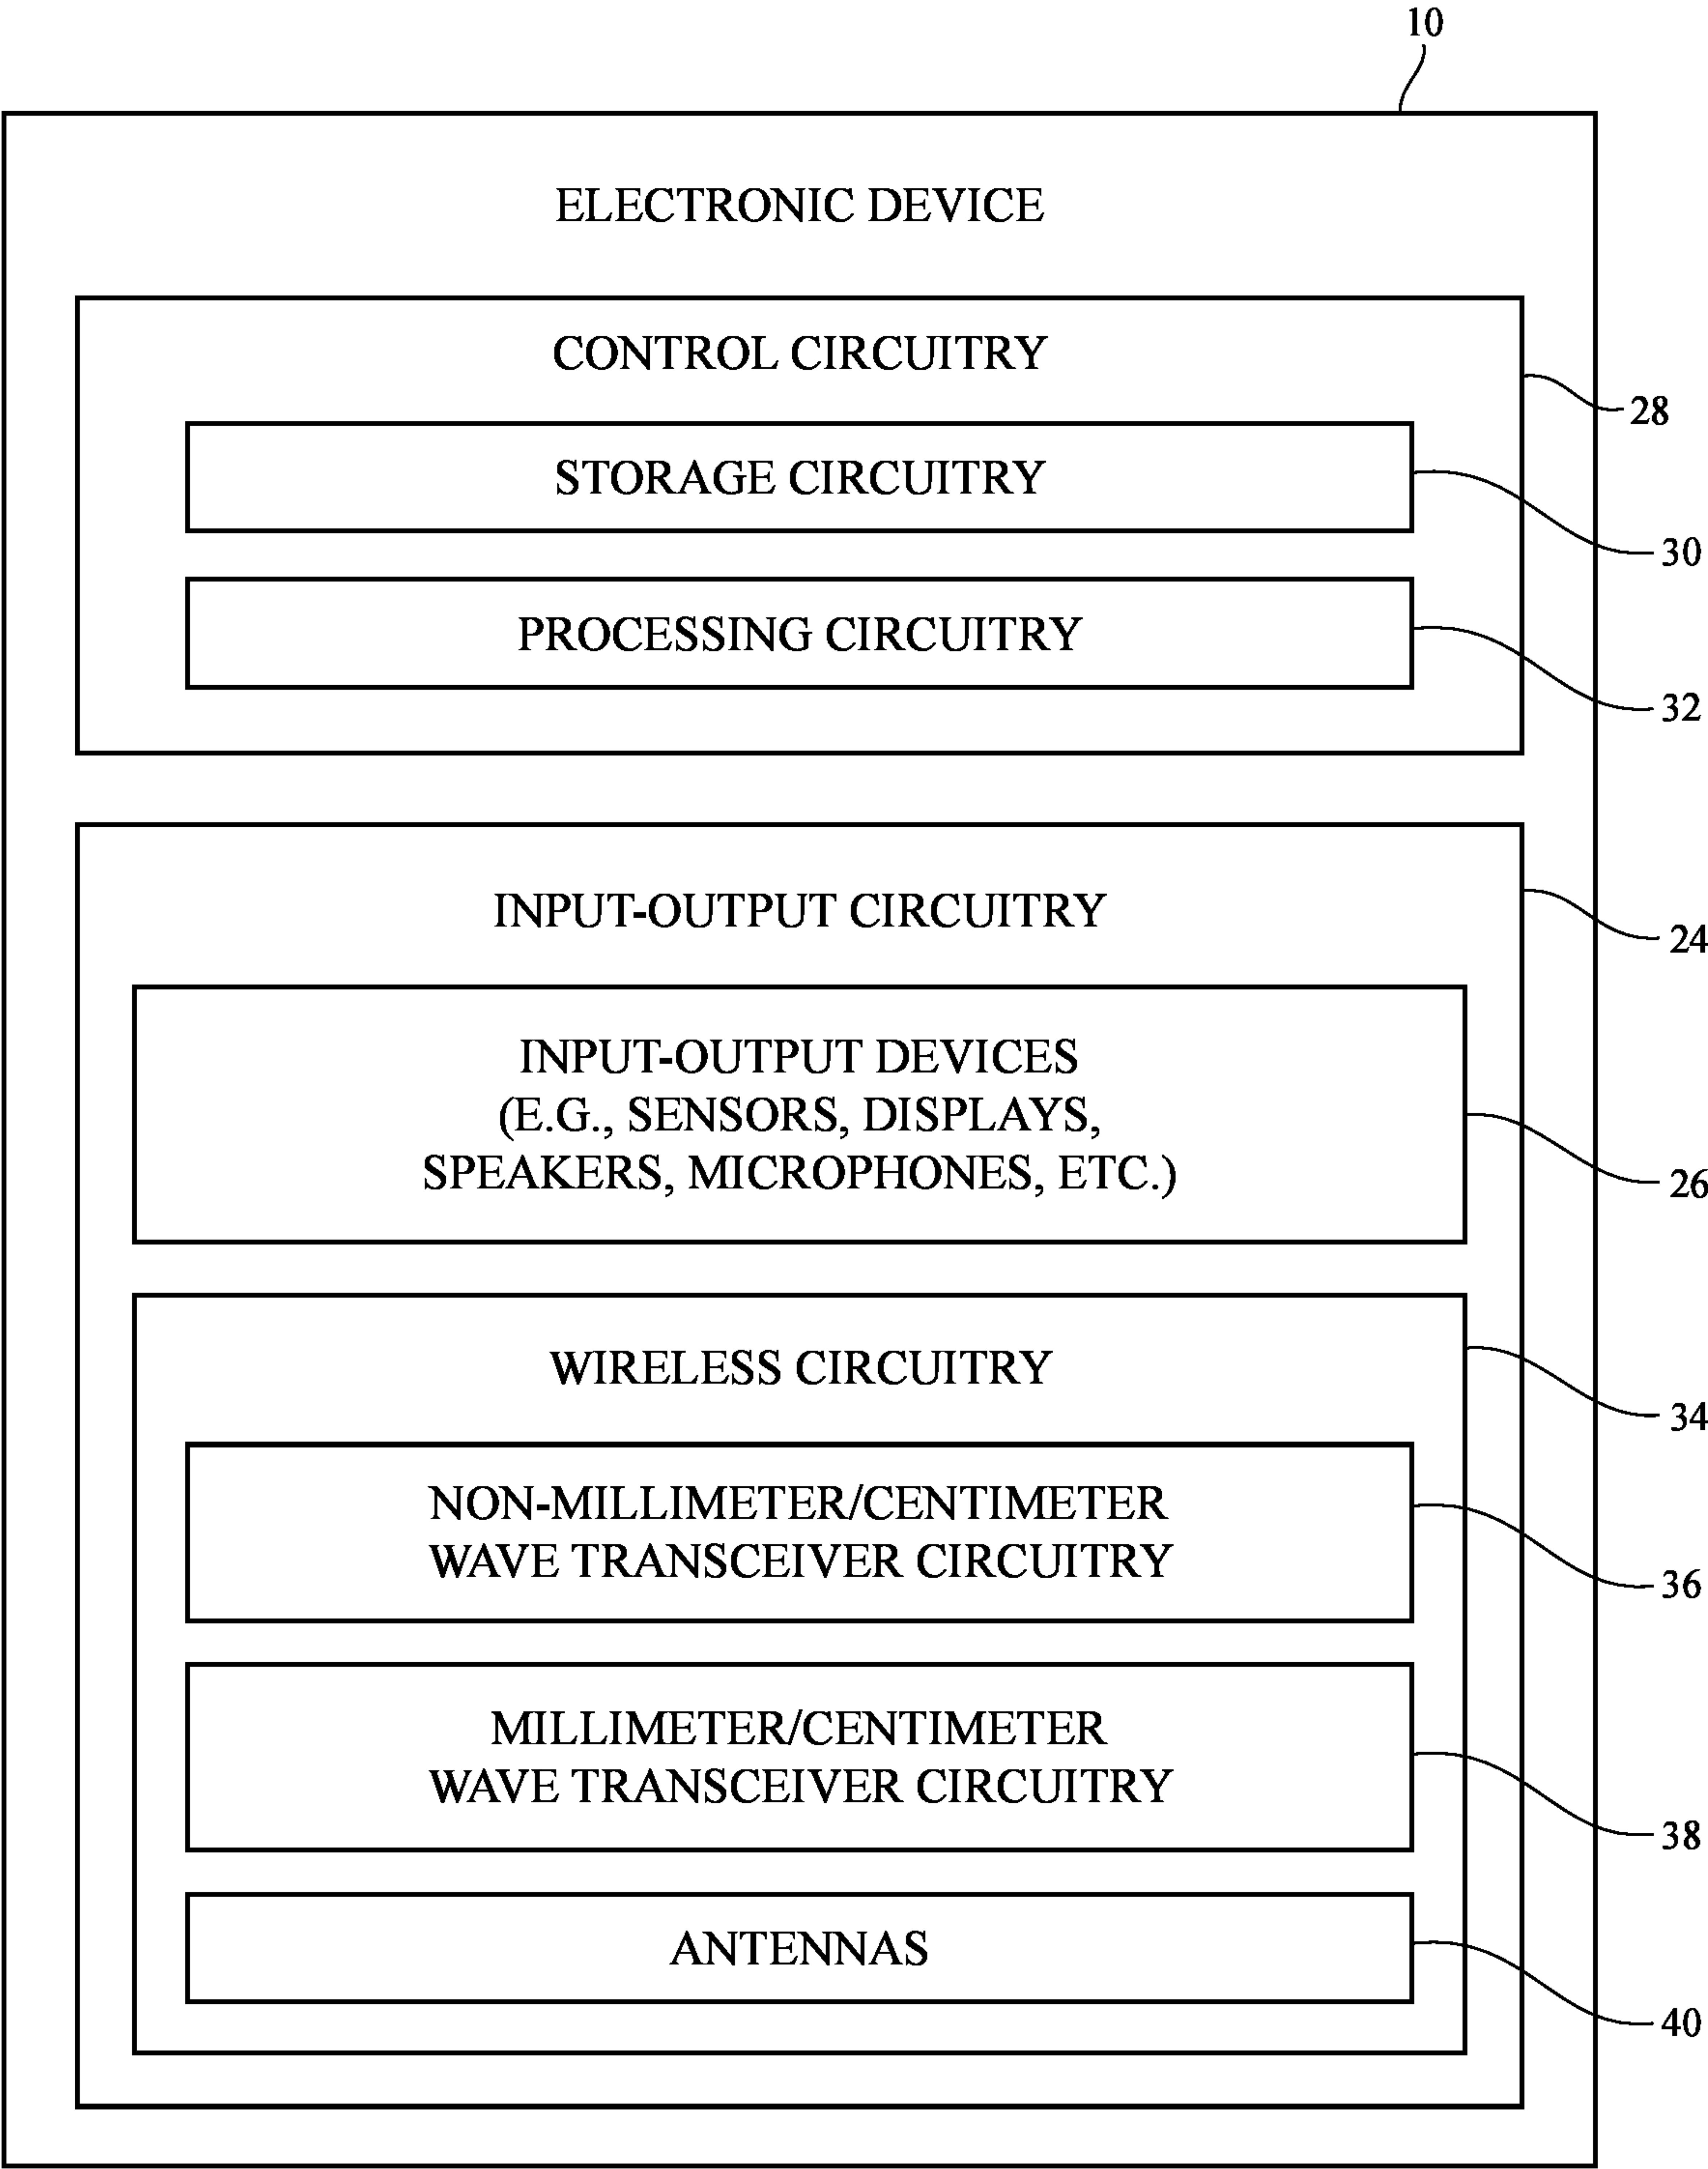 10
ELECTRONIC DEVICE
CONTROL CIRCUITRY
28
STORAGE CIRCUITRY
30
PROCESSING CIRCUITRY
32
INPUT-OUTPUT CIRCUITRY
24
INPUT-OUTPUT DEVICES
(E.G., SENSORS, DISPLAYS,
SPEAKERS, MICROPHONES, ETC.)
26
WIRELESS CIRCUITRY
34
NON-MILLIMETER/CENTIMETER
WAVE TRANSCEIVER CIRCUITRY
36
MILLIMETER/CENTIMETER
WAVE TRANSCEIVER CIRCUITRY
38
ANTENNAS
40